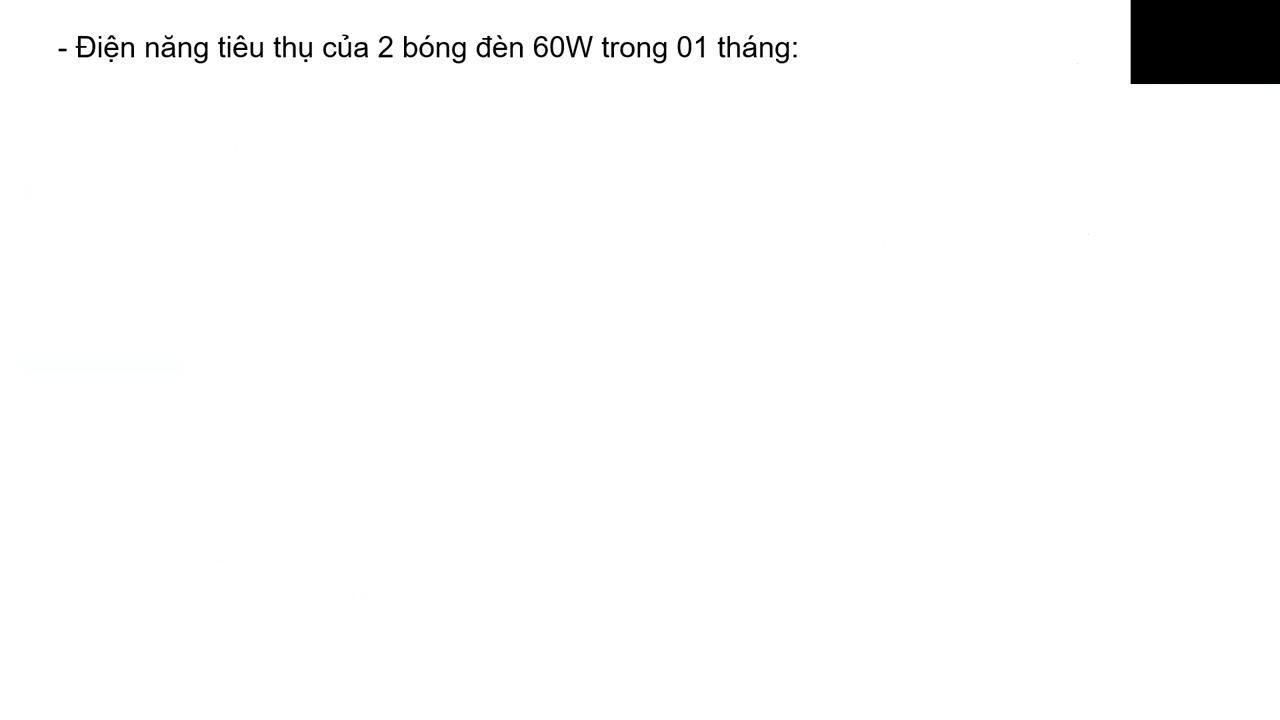 - Điện năng tiêu thụ của 2 bóng đèn 60W trong 01 tháng: